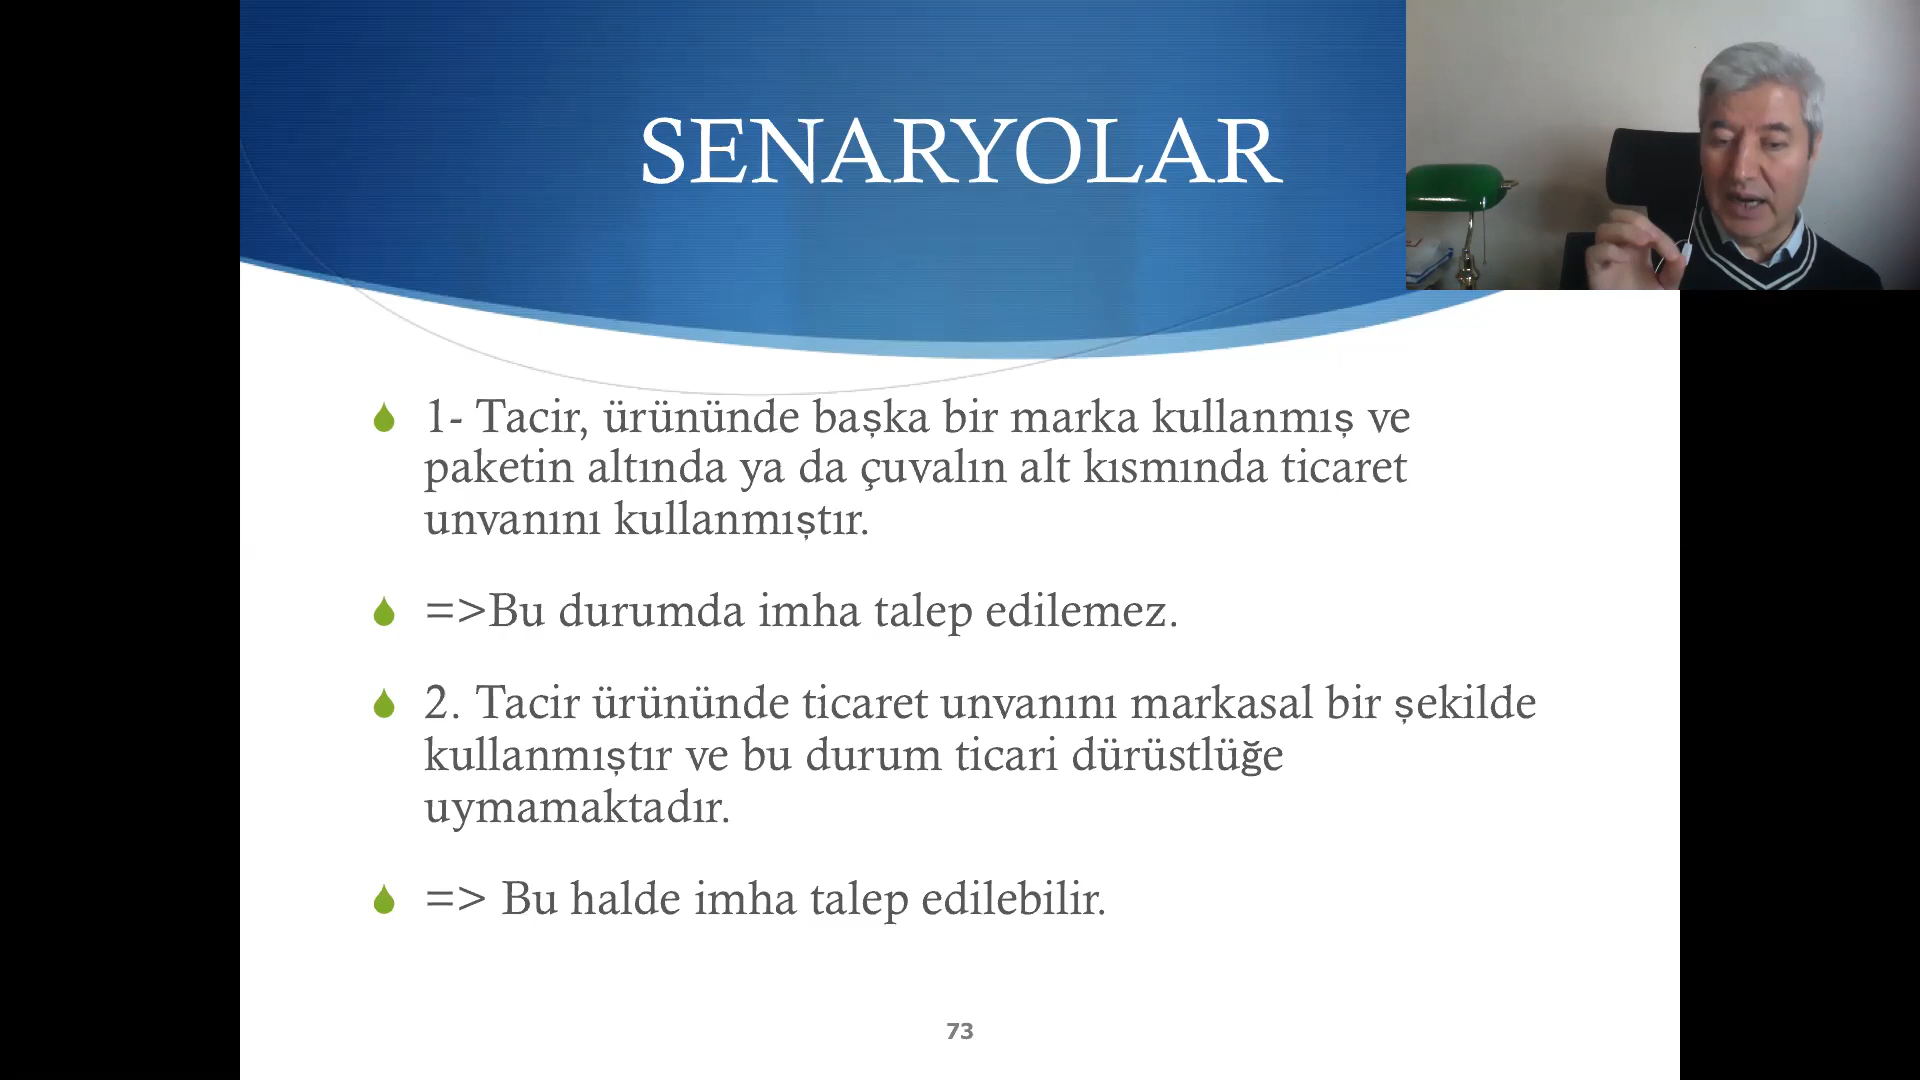 SENARYOLAR
1- Tacir, ürününde başka bir marka kullanmış ve
paketin altında ya da çuvalın alt kısmında ticaret
unvanını kullanmıştır.
=>Bu durumda imha talep edilemez.
2. Tacir ürününde ticaret unvanını markasal bir şekilde
kullanmıştır ve bu durum ticari dürüstlüğe
uymamaktadır.
=> Bu halde imha talep edilebilir.
73